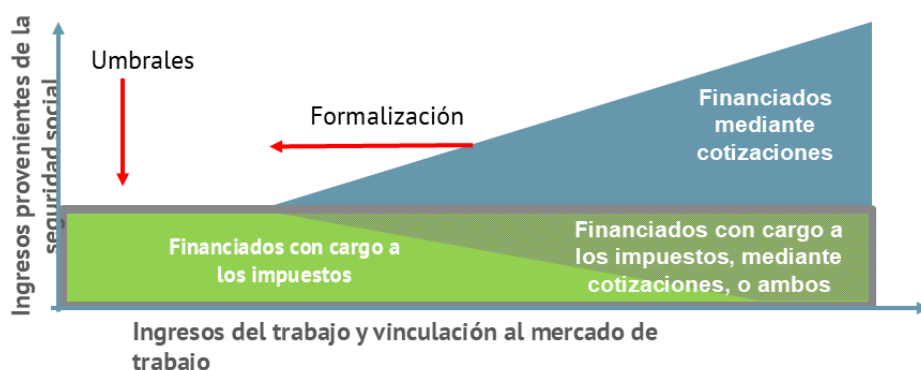 Ingresos provenientes de la
seguridad social
Umbrales
Formalización
Financiados
mediante
cotizaciones
Financiados con cargo a
los impuestos
Financiados con cargo a
los impuestos, mediante
cotizaciones, o ambos
Ingresos del trabajo y vinculación al mercado de
trabajo